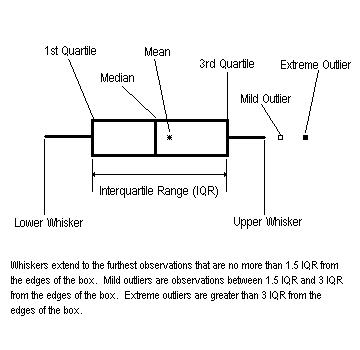 1st Quartile
Mean
3rd Quartile
Extreme Outlier
Median
Mild Outlier
Interquartile Range (IQR)
Lower Whisker
Upper Whisker
Whiskers extend to the furthest observations that are no more than 1.5 IQR from
the edges of the box.  Mild outliers are observations between 1.5 IQR and 3 IQR
from the edges of the box.  Extreme outliers are greater than 3 IQR from the
edges of the box.